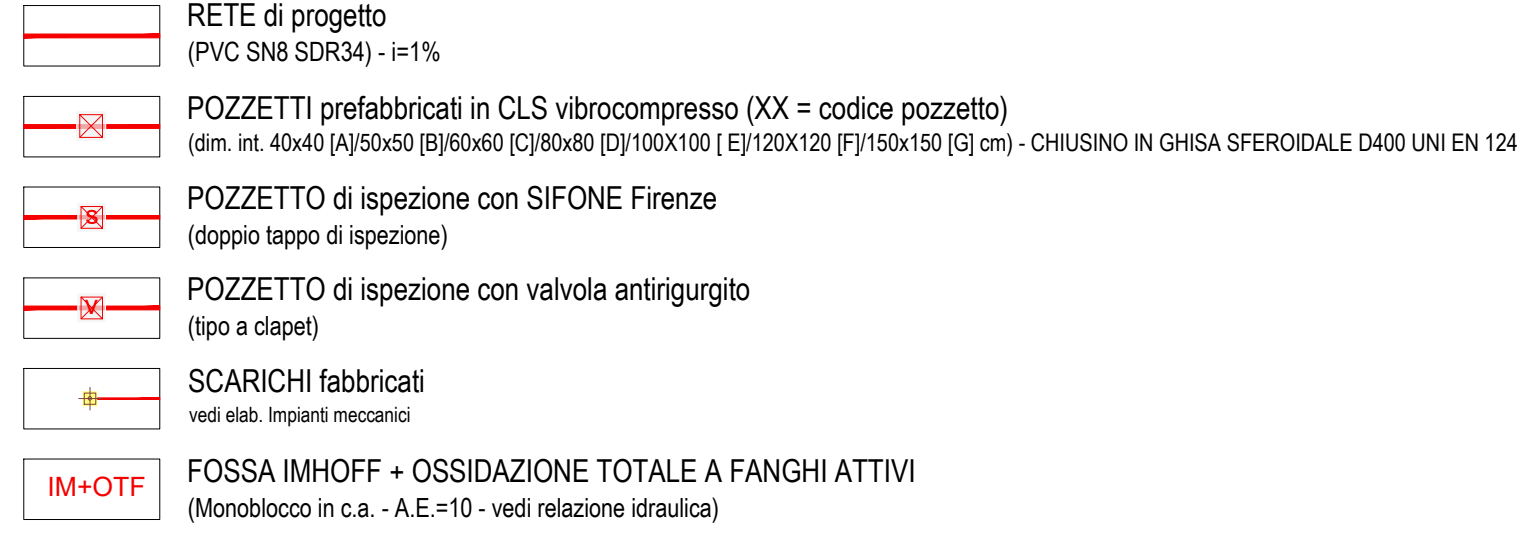 RETE di progetto
(PVC SN8 SDR34) - i=1%
POZZETTI prefabbricati in CLS vibrocompresso (XX = codice pozzetto)
(dim. int. 40x40 [A]/50x50 [B]/60x60 [C]/80x80 [D]/100X100 [ E]/120X120 [F]/150x150 [G] cm) - CHIUSINO IN GHISA SFEROIDALE D400 UNI EN 124
S
POZZETTO di ispezione con SIFONE Firenze
(doppio tappo di ispezione)
V
POZZETTO di ispezione con valvola antirigurgito
(tipo a clapet)
SCARICHI fabbricati
vedi elab. Impianti meccanici
IM+OTF
FOSSA IMHOFF + OSSIDAZIONE TOTALE A FANGHI ATTIVI
(Monoblocco in c.a. - A.E.=10 - vedi relazione idraulica)